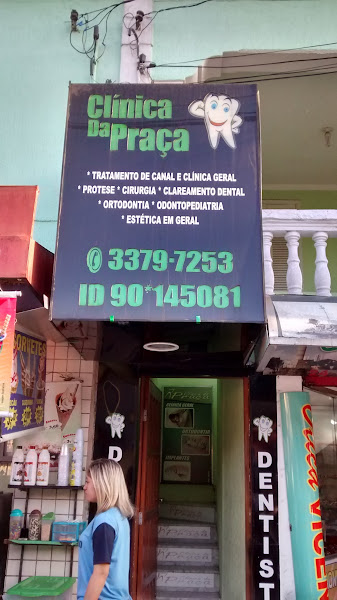 Clínica
Da Praça
* TRATAMENTO DE CANAL E CLÍNICA GERAL
* PROTESE * CIRURGIA * CLAREAMENTO DENTAL
* ORTODONTIA * ODONTOPEDIATRIA
* ESTÉTICA EM GERAL
3379-7253
ID 90*145081
SORVETES
D
DENTIST